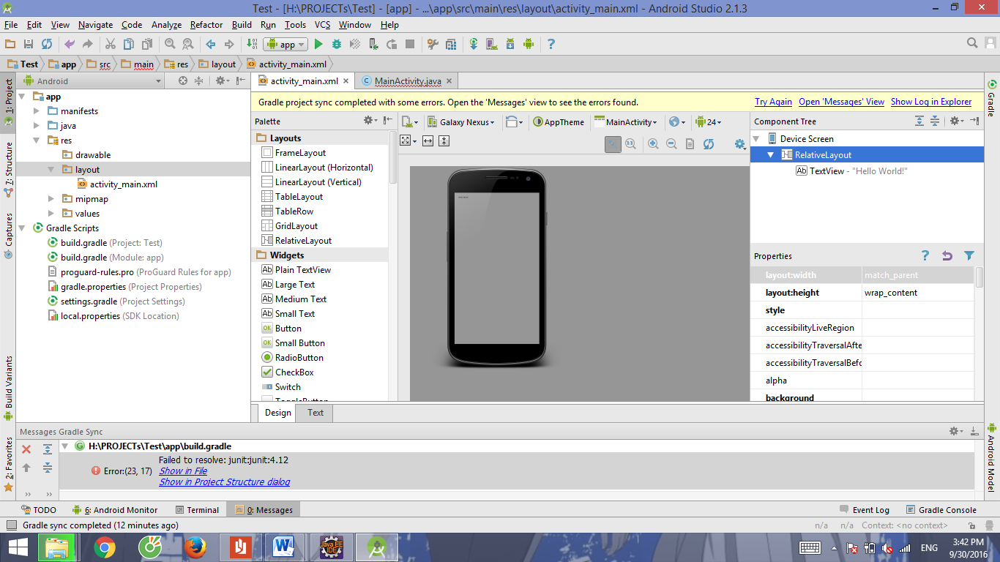 Test - [H:\PROJECTs\Test] - [app] - ...\app\src\main\res\layout\activity_main.xml - Android Studio 2.1.3
File Edit View Navigate Code Analyze Refactor Build Run Tools VCS Window Help
app
Test app src main res layout activity_main.xml
1: Project
7: Structure
Captures
Build Variants
2: Favorites
Android
app
manifests
java
res
drawable
layout
activity_main.xml
mipmap
values
Gradle Scripts
build.gradle (Project: Test)
build.gradle (Module: app)
proguard-rules.pro (ProGuard Rules for app)
gradle.properties (Project Properties)
settings.gradle (Project Settings)
local.properties (SDK Location)
activity_main.xml MainActivity.java
Gradle project sync completed with some errors. Open the 'Messages' view to see the errors found. Try Again Open 'Messages' View Show Log in Explorer
Palette
Layouts
FrameLayout
LinearLayout (Horizontal)
LinearLayout (Vertical)
TableLayout
TableRow
GridLayout
RelativeLayout
Widgets
Plain TextView
Large Text
Medium Text
Small Text
Button
Small Button
RadioButton
CheckBox
Switch
ToggleButton
Galaxy Nexus AppTheme MainActivity 24
Design Text
Component Tree
Device Screen
RelativeLayout
TextView - "Hello World!"
Properties
layout:width match_parent
layout:height wrap_content
style
accessibilityLiveRegion
accessibilityTraversalAfte
accessibilityTraversalBefo
alpha
background
Gradle
Android Model
Messages Gradle Sync
H:\PROJECTs\Test\app\build.gradle
Failed to resolve: junit:junit:4.12
Error:(23, 17) Show in File
Show in Project Structure dialog
TODO 6: Android Monitor Terminal 0: Messages Event Log Gradle Console
Gradle sync completed (12 minutes ago) n/a n/a Context: <no context>
Java EE
IDE
ENG
3:42 PM
9/30/2016